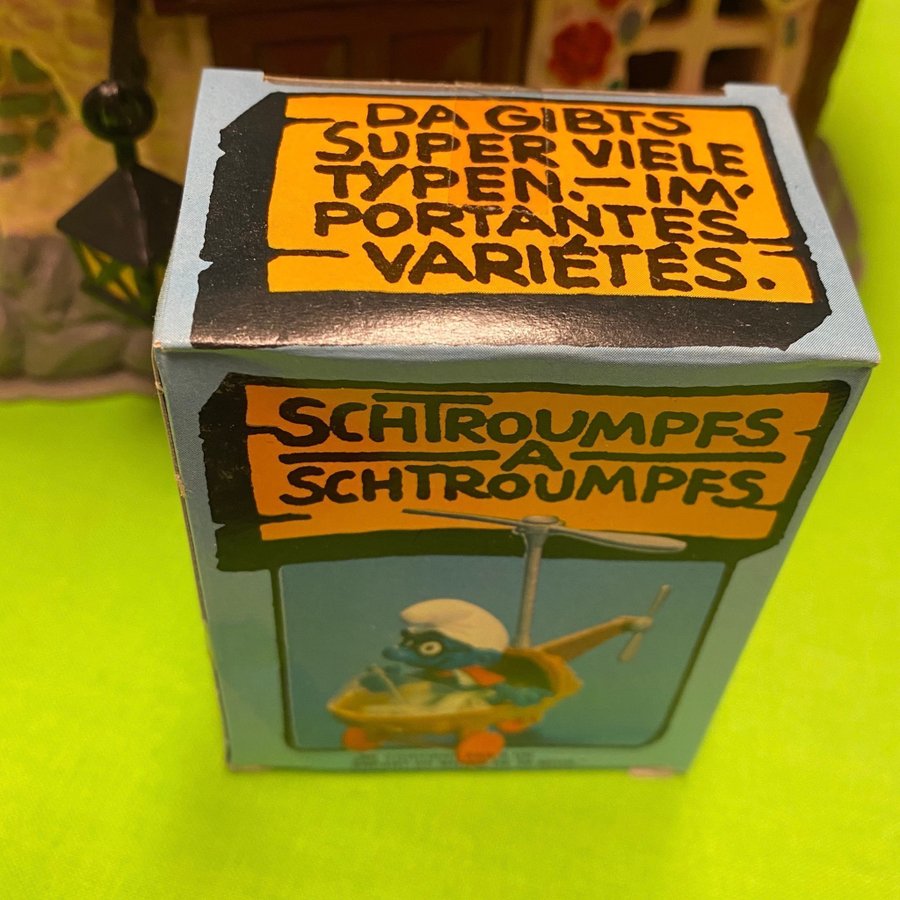 DA GIBTS
SUPER VIELE
TYPEN.- IM,
PORTANTES
VARIÉTÉS.
SCHTROUMPFS
A
SCHTROUMPFS